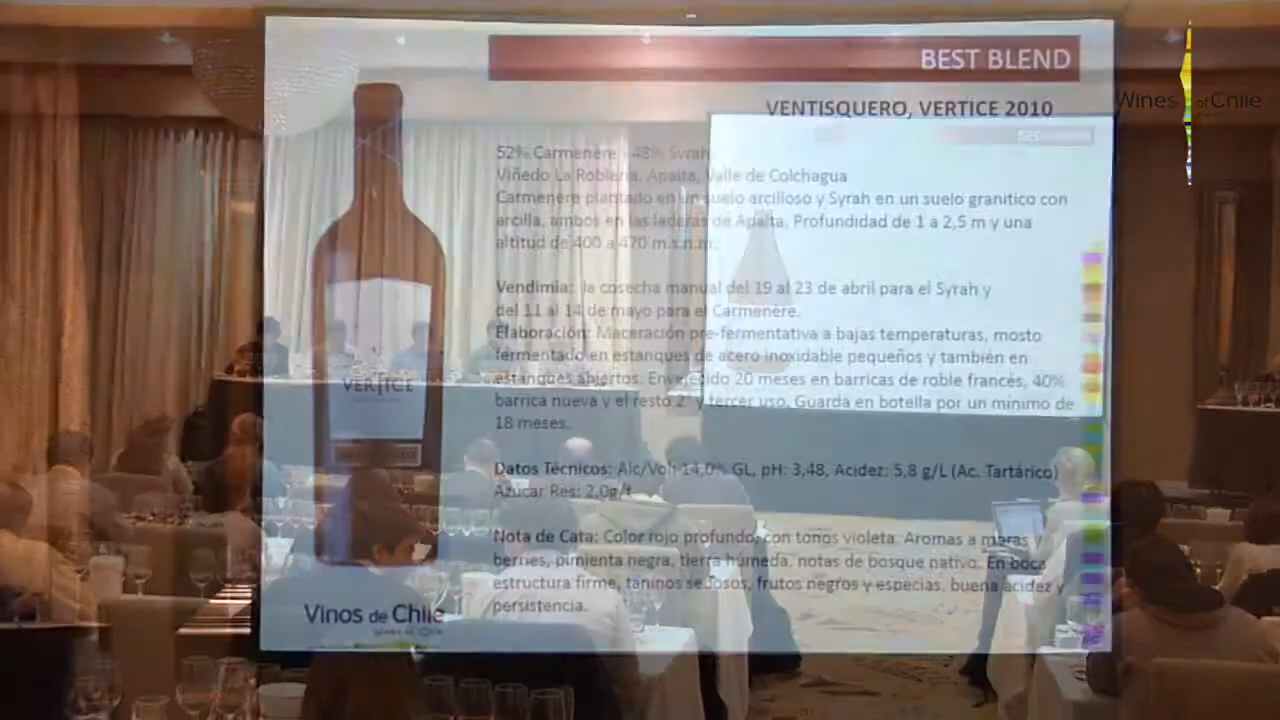 BEST BLEND
Wines of Chile
VENTISQUERO, VERTICE 2010
52% Carmenere - 48% Syrah
Viñedo La Robleria, Apalta, Valle de Colchagua
Carmenere plantado en un suelo arcilloso y Syrah en un suelo granitico con
arcilla, ambos en las laderas de Apalta. Profundidad de 1 a 2,5 m y una
altitud de 400 a 470 m.s.n.m.
Vendimia: la cosecha manual del 19 al 23 de abril para el Syrah y
del 11 al 14 de mayo para el Carmenère.
Elaboración: Maceración pre-fermentativa a bajas temperaturas, mosto
fermentado en estanques de acero inoxidable pequeños y también en
estanques abiertos. Envejecido 20 meses en barricas de roble francés, 40%
barrica nueva y el resto 2° y tercer uso. Guarda en botella por un mínimo de
18 meses.
VERTICE
Datos Técnicos: Alc/Vol: 14,0% GL, pH: 3,48, Acidez: 5,8 g/L (Ac. Tartárico)
Azucar Res: 2,0g/L
Nota de Cata: Color rojo profundo, con tonos violeta. Aromas a moras y
berries, pimienta negra, tierra húmeda, notas de bosque nativo. En boca
estructura firme, taninos sedosos, frutos negros y especias, buena acidez y
persistencia.
Vinos de Chile